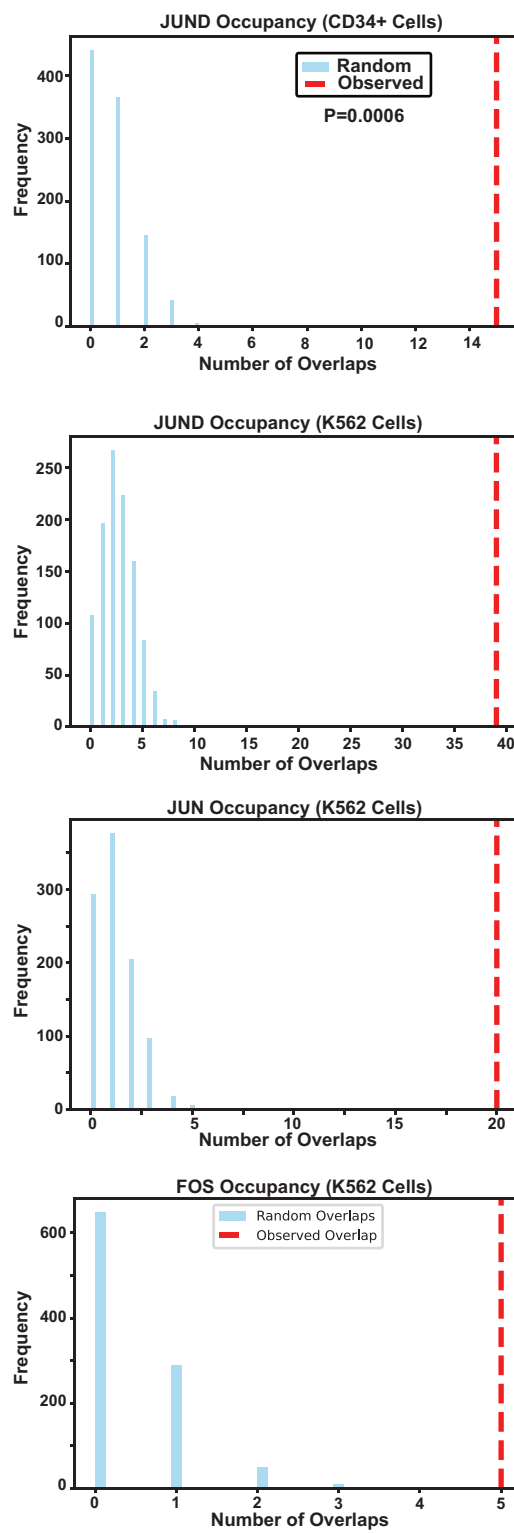 JUND Occupancy (CD34+ Cells)
Random
Observed
P=0.0006
Frequency
400
300
200
100
0
0 2 4 6 8 10 12 14
Number of Overlaps
JUND Occupancy (K562 Cells)
Frequency
250
200
150
100
50
0
0 5 10 15 20 25 30 35 40
Number of Overlaps
JUN Occupancy (K562 Cells)
Frequency
300
200
100
0
0 5 10 15 20
Number of Overlaps
FOS Occupancy (K562 Cells)
Random Overlaps
Observed Overlap
Frequency
600
400
200
0
0 1 2 3 4 5
Number of Overlaps